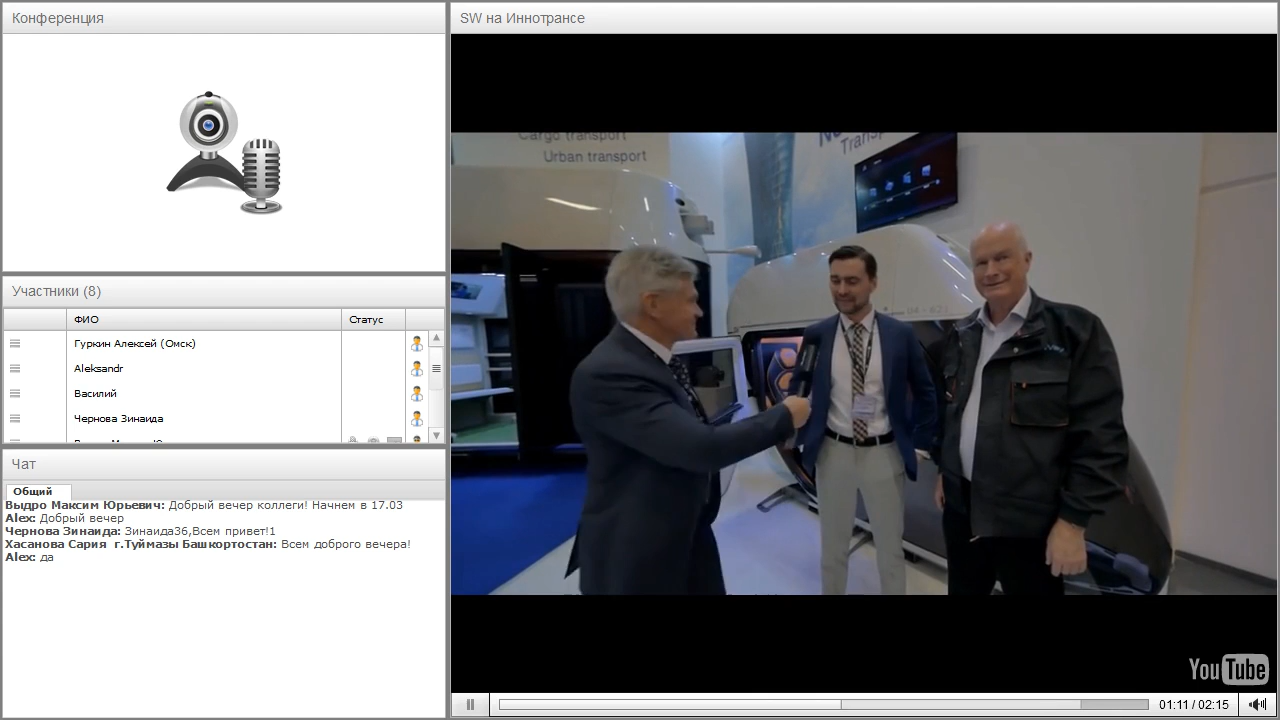 Конференция
SW на Иннотрансе
Cargo transport
Urban transport
Участники (8)
ФИО Статус
Гуркин Алексей (Омск)
Aleksandr
Василий
Чернова Зинаида
Чат
Общий
Выдро Максим Юрьевич: Добрый вечер коллеги! Начнем в 17.03
Alex: Добрый вечер
Чернова Зинаида: Зинаида36,Всем привет!1
Хасанова Сария г.Туймазы Башкортостан: Всем доброго вечера!
Alex: да
YouTube
01:11 / 02:15